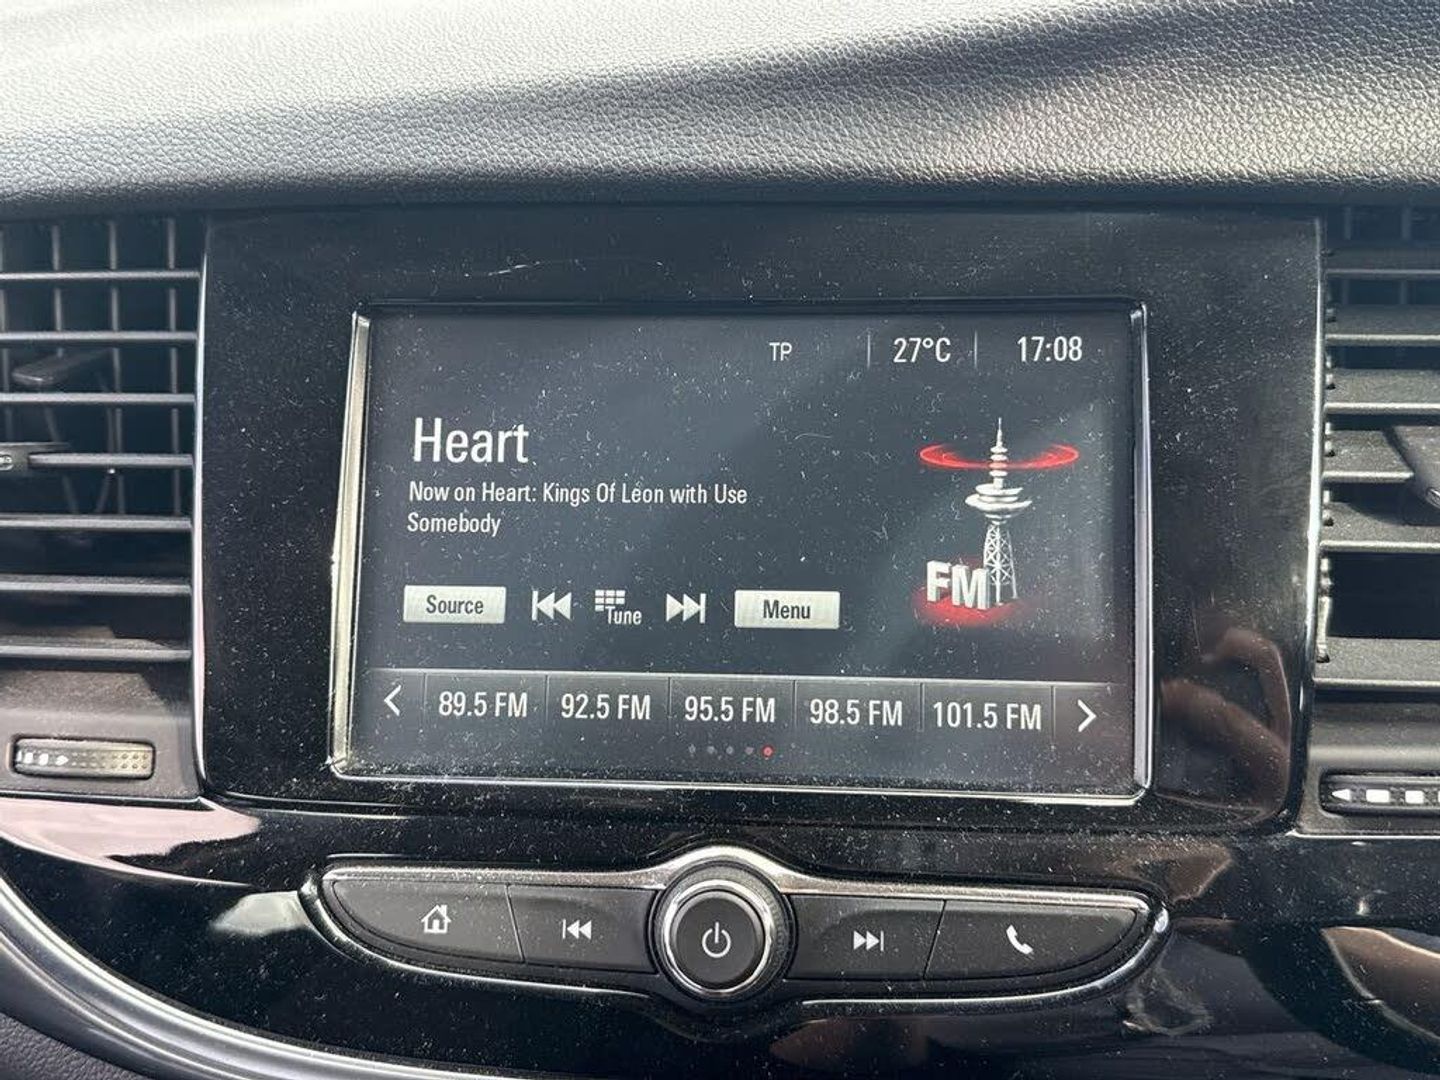 TP 27°C 17:08
Heart
Now on Heart: Kings Of Leon with Use
Somebody
Source Tune Menu
FM
89.5 FM 92.5 FM 95.5 FM 98.5 FM 101.5 FM